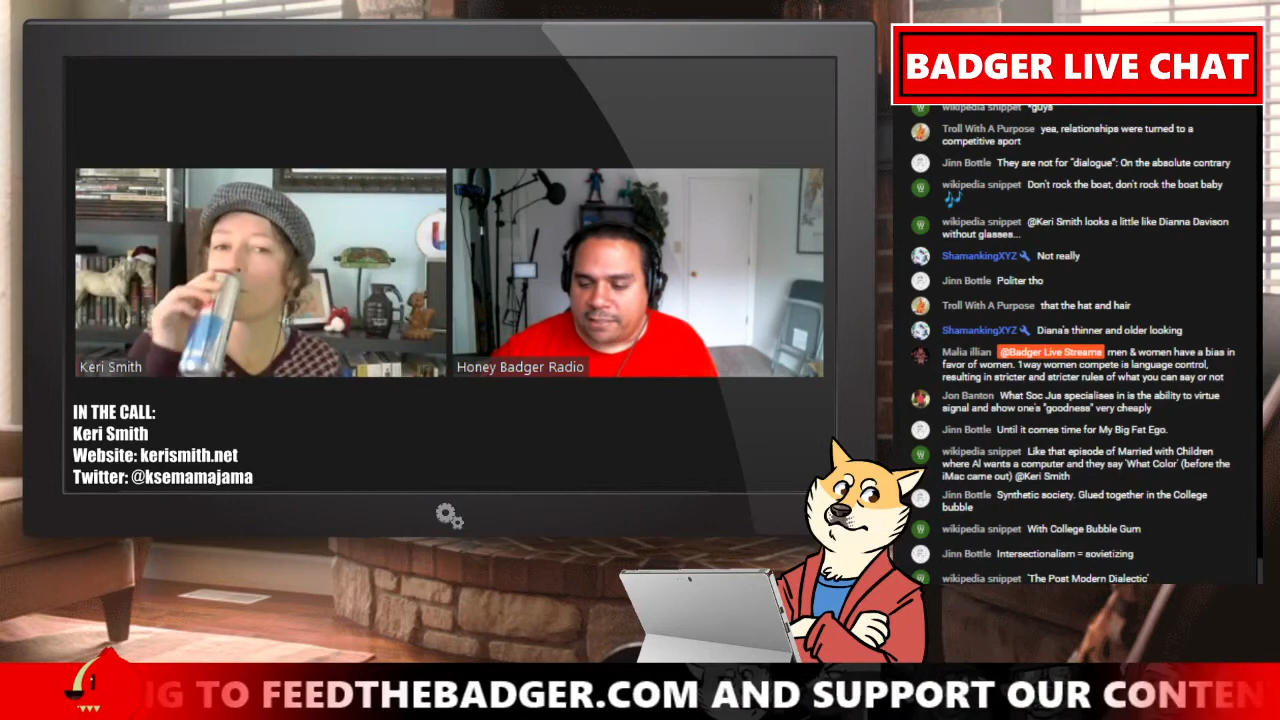 BADGER LIVE CHAT
wikipedia snippet *guys
Troll With A Purpose yea, relationships were turned to a
competitive sport
Jinn Bottle They are not for "dialogue": On the absolute contrary
wikipedia snippet Don't rock the boat, don't rock the boat baby
🎶
wikipedia snippet @Keri Smith looks a little like Dianna Davison
without glasses...
ShamankingXYZ Not really
Jinn Bottle Politer tho
Troll With A Purpose that the hat and hair
ShamankingXYZ Diana's thinner and older looking
Malia illian @Badger Live Streams men & women have a bias in
favor of women. 1way women compete is language control,
resulting in stricter and stricter rules of what you can say or not
Jon Banton What Soc Jus specialises in is the ability to virtue
signal and show one's "goodness" very cheaply
Jinn Bottle Until it comes time for My Big Fat Ego.
wikipedia snippet Like that episode of Married with Children
where Al wants a computer and they say 'What Color' (before the
iMac came out) @Keri Smith
Jinn Bottle Synthetic society. Glued together in the College
bubble
wikipedia snippet With College Bubble Gum
Jinn Bottle Intersectionalism = sovietizing
wikipedia snippet 'The Post Modern Dialectic'
Keri Smith
Honey Badger Radio
IN THE CALL:
Keri Smith
Website: kerismith.net
Twitter: @ksemamajama
NG TO FEEDTHEBADGER.COM AND SUPPORT OUR CONTEN